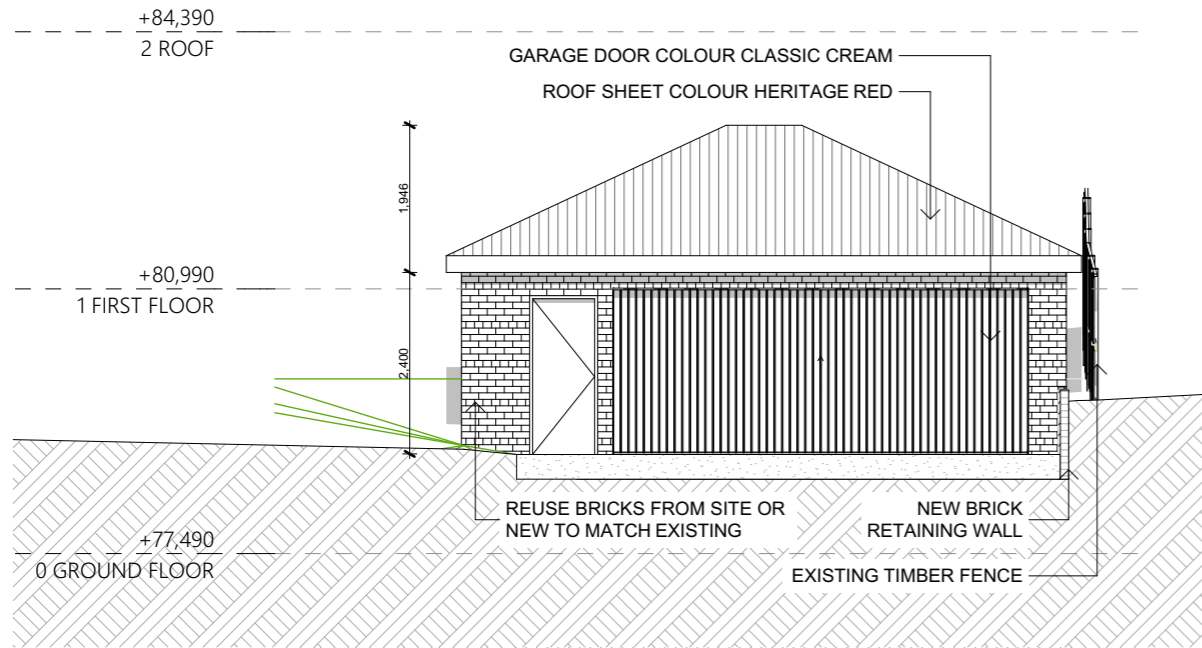 +84,390
2 ROOF
GARAGE DOOR COLOUR CLASSIC CREAM
ROOF SHEET COLOUR HERITAGE RED
1,946
+80,990
1 FIRST FLOOR
2,400
REUSE BRICKS FROM SITE OR
NEW TO MATCH EXISTING
NEW BRICK
RETAINING WALL
+77,490
0 GROUND FLOOR
EXISTING TIMBER FENCE